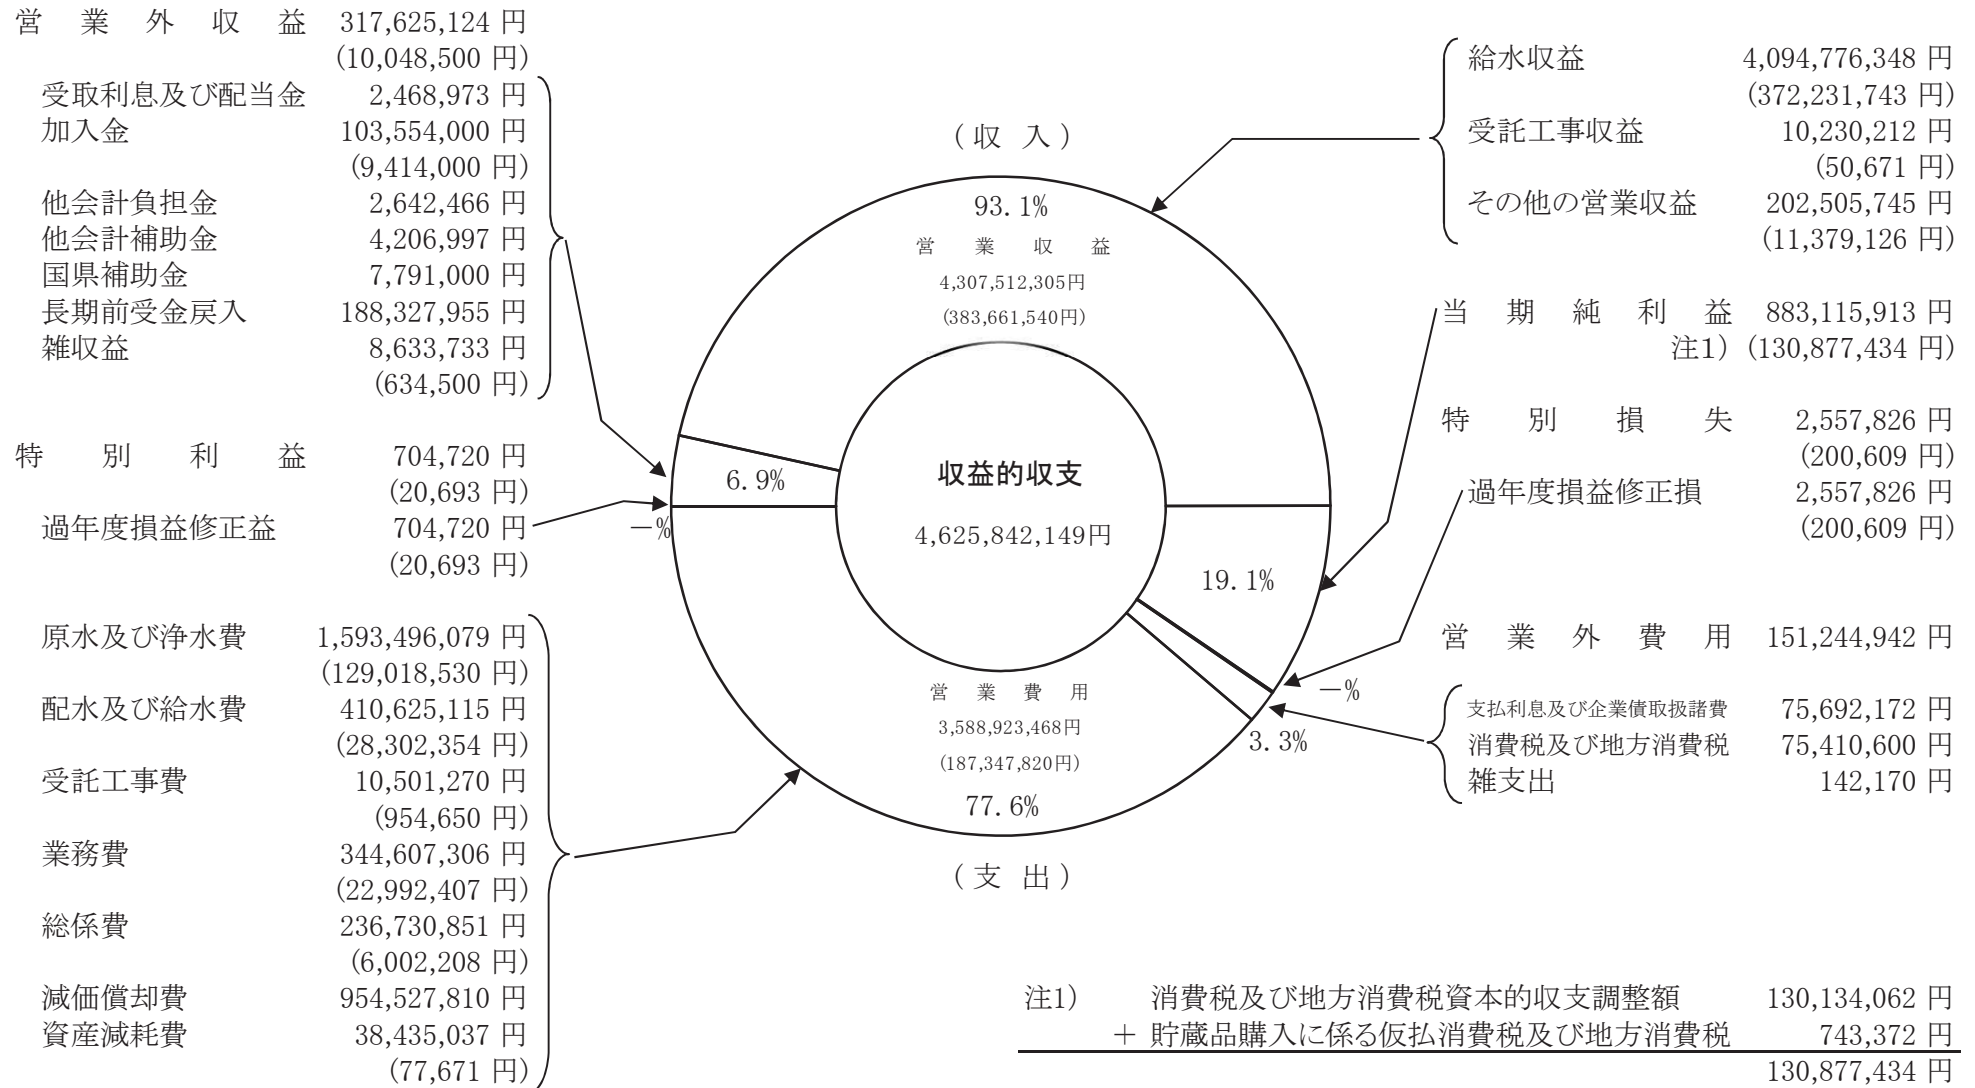 営業外収益 317,625,124 円
(10,048,500 円)
受取利息及び配当金 2,468,973 円
加入金 103,554,000 円
(9,414,000 円)
他会計負担金 2,642,466 円
他会計補助金 4,206,997 円
国県補助金 7,791,000 円
長期前受金戻入 188,327,955 円
雑収益 8,633,733 円
(634,500 円)
特別利益 704,720 円
(20,693 円)
過年度損益修正益 704,720 円
(20,693 円)
原水及び浄水費 1,593,496,079 円
(129,018,530 円)
配水及び給水費 410,625,115 円
(28,302,354 円)
受託工事費 10,501,270 円
(954,650 円)
業務費 344,607,306 円
(22,992,407 円)
総係費 236,730,851 円
(6,002,208 円)
減価償却費 954,527,810 円
資産減耗費 38,435,037 円
(77,671 円)
(収入)
93.1%
営業収益
4,307,512,305円
(383,661,540円)
6.9%
－%
収益的収支
4,625,842,149円
19.1%
－%
3.3%
営業費用
3,588,923,468円
(187,347,820円)
77.6%
(支出)
給水収益 4,094,776,348 円
(372,231,743 円)
受託工事収益 10,230,212 円
(50,671 円)
その他の営業収益 202,505,745 円
(11,379,126 円)
当期純利益 883,115,913 円
注1) (130,877,434 円)
特別損失 2,557,826 円
(200,609 円)
過年度損益修正損 2,557,826 円
(200,609 円)
営業外費用 151,244,942 円
支払利息及び企業債取扱諸費 75,692,172 円
消費税及び地方消費税 75,410,600 円
雑支出 142,170 円
注1) 消費税及び地方消費税資本的収支調整額 130,134,062 円
＋ 貯蔵品購入に係る仮払消費税及び地方消費税 743,372 円
130,877,434 円